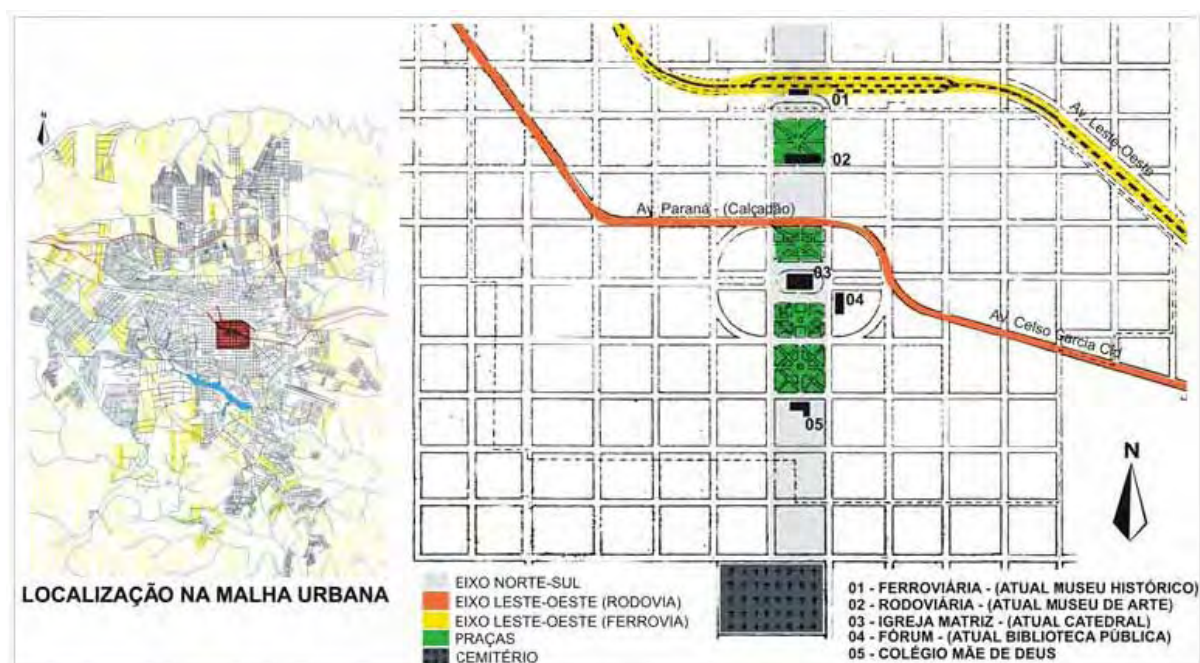 N
LOCALIZAÇÃO NA MALHA URBANA
01
Av. Leste-Oeste
02
Av. Paraná - (Calçadão)
03
04
Av. Celso Garcia Cid
05
N
EIXO NORTE-SUL
EIXO LESTE-OESTE (RODOVIA)
EIXO LESTE-OESTE (FERROVIA)
PRAÇAS
CEMITÉRIO
01 - FERROVIÁRIA - (ATUAL MUSEU HISTÓRICO)
02 - RODOVIÁRIA - (ATUAL MUSEU DE ARTE)
03 - IGREJA MATRIZ - (ATUAL CATEDRAL)
04 - FÓRUM - (ATUAL BIBLIOTECA PÚBLICA)
05 - COLÉGIO MÃE DE DEUS